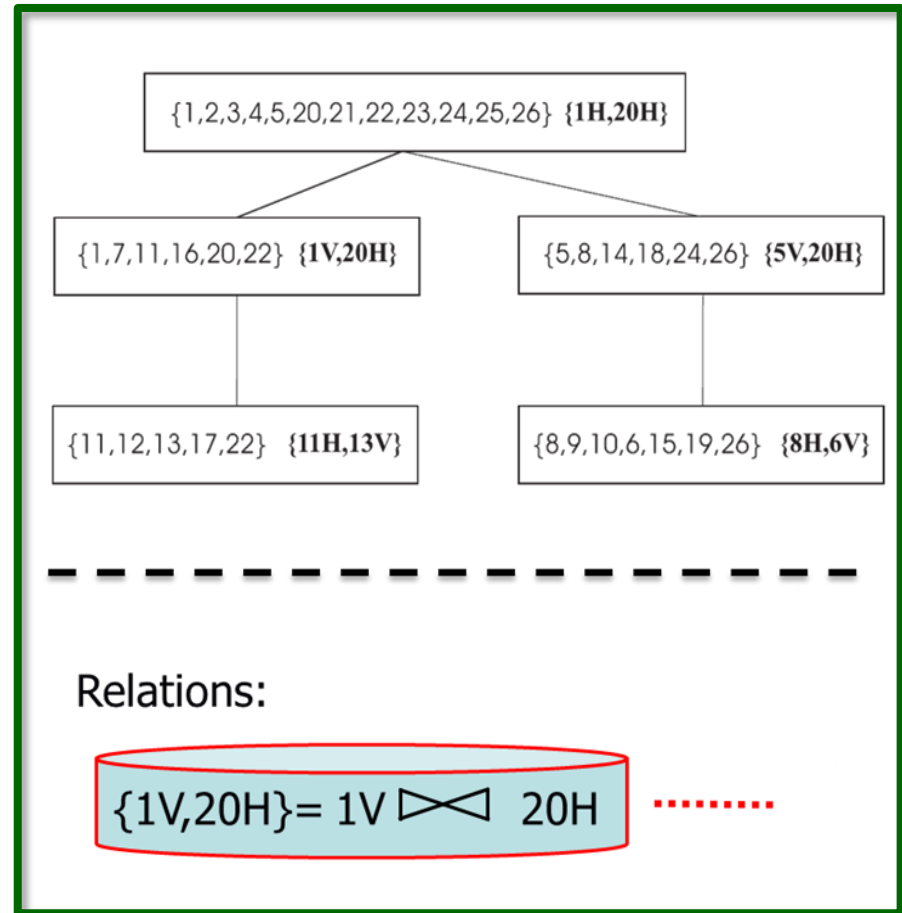 {1,2,3,4,5,20,21,22,23,24,25,26} {1H,20H}
{1,7,11,16,20,22} {1V,20H}
{5,8,14,18,24,26} {5V,20H}
{11,12,13,17,22} {11H,13V}
{8,9,10,6,15,19,26} {8H,6V}
Relations:
{1V,20H}= 1V ⋈ 20H ........